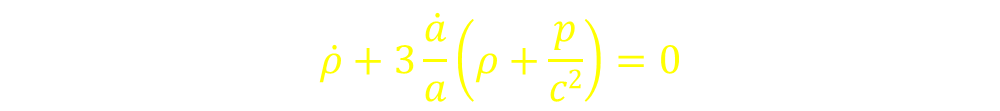 ρ̇ + 3 ȧ/a (ρ + p/c²) = 0